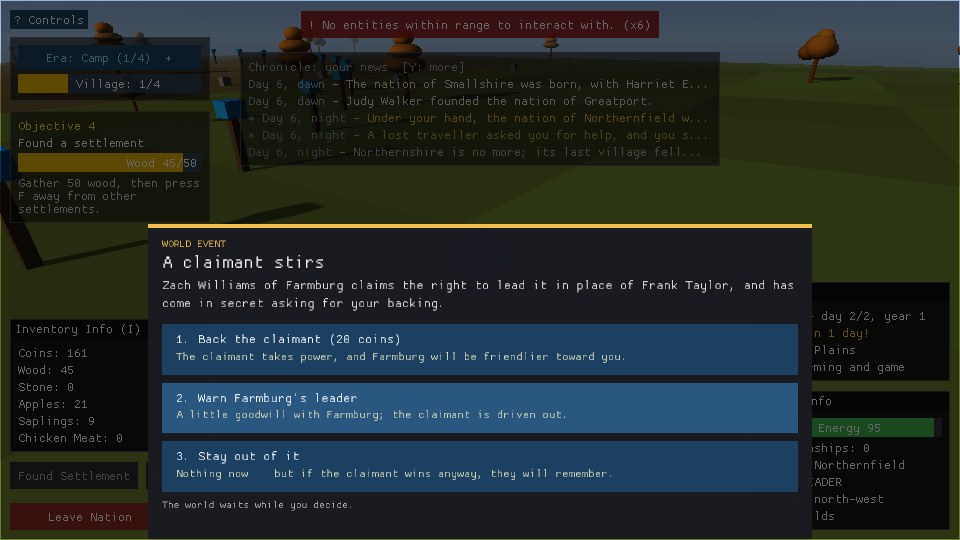 ? Controls
! No entities within range to interact with. (x6)
Era: Camp (1/4) +
Village: 1/4
Chronicle: your news [Y: more]
Day 6, dawn – The nation of Smallshire was born, with Harriet E...
Day 6, dawn – Judy Walker founded the nation of Greatport.
* Day 6, night – Under your hand, the nation of Northernfield w...
* Day 6, night – A lost traveller asked you for help, and you s...
Day 6, night – Northernshire is no more; its last village fell...
Objective 4
Found a settlement
Wood 45/50
Gather 50 wood, then press
F away from other
settlements.
WORLD EVENT
A claimant stirs
Zach Williams of Farmburg claims the right to lead it in place of Frank Taylor, and has
come in secret asking for your backing.
1. Back the claimant (20 coins)
The claimant takes power, and Farmburg will be friendlier toward you.
2. Warn Farmburg's leader
A little goodwill with Farmburg; the claimant is driven out.
3. Stay out of it
Nothing now   but if the claimant wins anyway, they will remember.
The world waits while you decide.
Inventory Info (I)
Coins: 161
Wood: 45
Stone: 0
Apples: 21
Saplings: 9
Chicken Meat: 0
Found Settlement
Leave Nation
day 2/2, year 1
n 1 day!
Plains
ming and game
nfo
Energy 95
nships: 0
Northernfield
EADER
north-west
lds